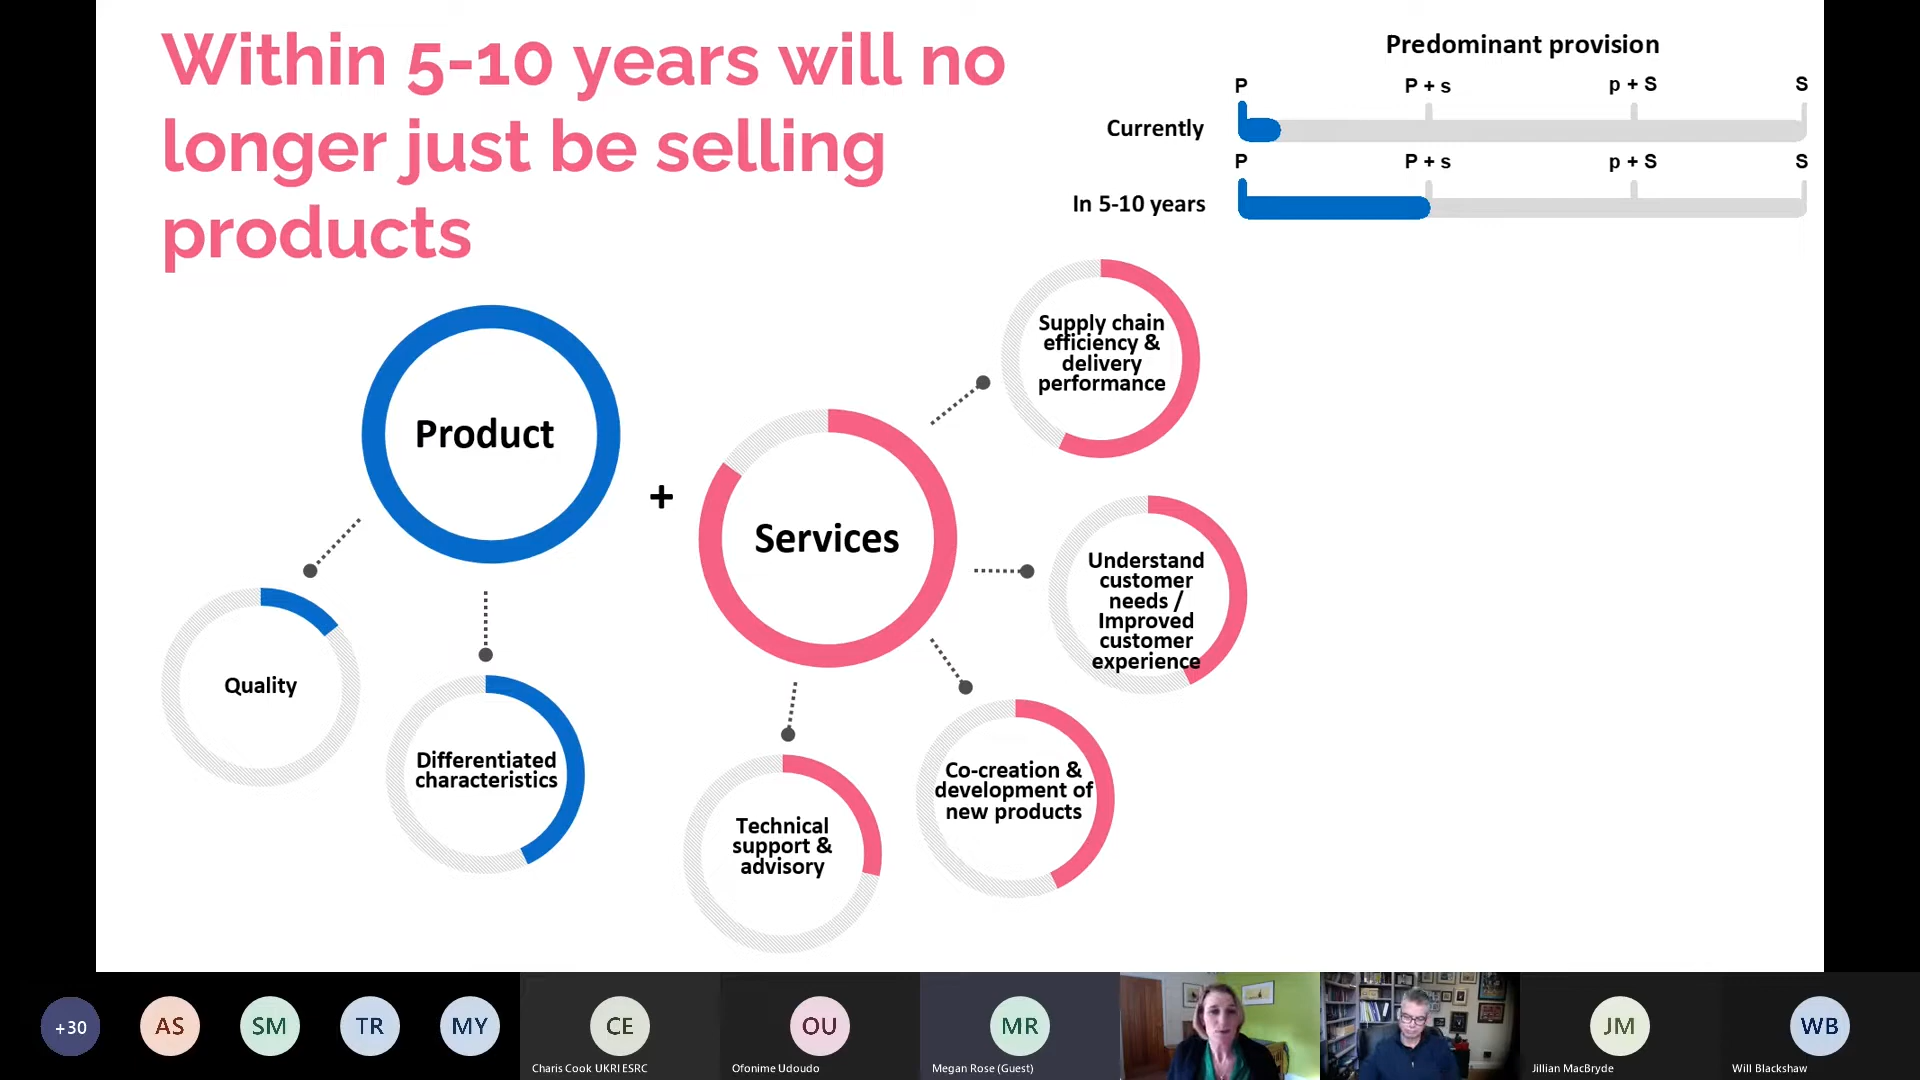 Within 5-10 years will no
longer just be selling
products
Predominant provision
P
P + s
p + S
S
Currently
P
P + s
p + S
S
In 5-10 years
Product
+
Services
Quality
Differentiated
characteristics
Supply chain
efficiency &
delivery
performance
Understand
customer
needs /
Improved
customer
experience
Co-creation &
development of
new products
Technical
support &
advisory
+30
AS
SM
TR
MY
CE
Charis Cook UKRI ESRC
OU
Ofonime Udoudo
MR
Megan Rose (Guest)
JM
Jillian MacBryde
WB
Will Blackshaw